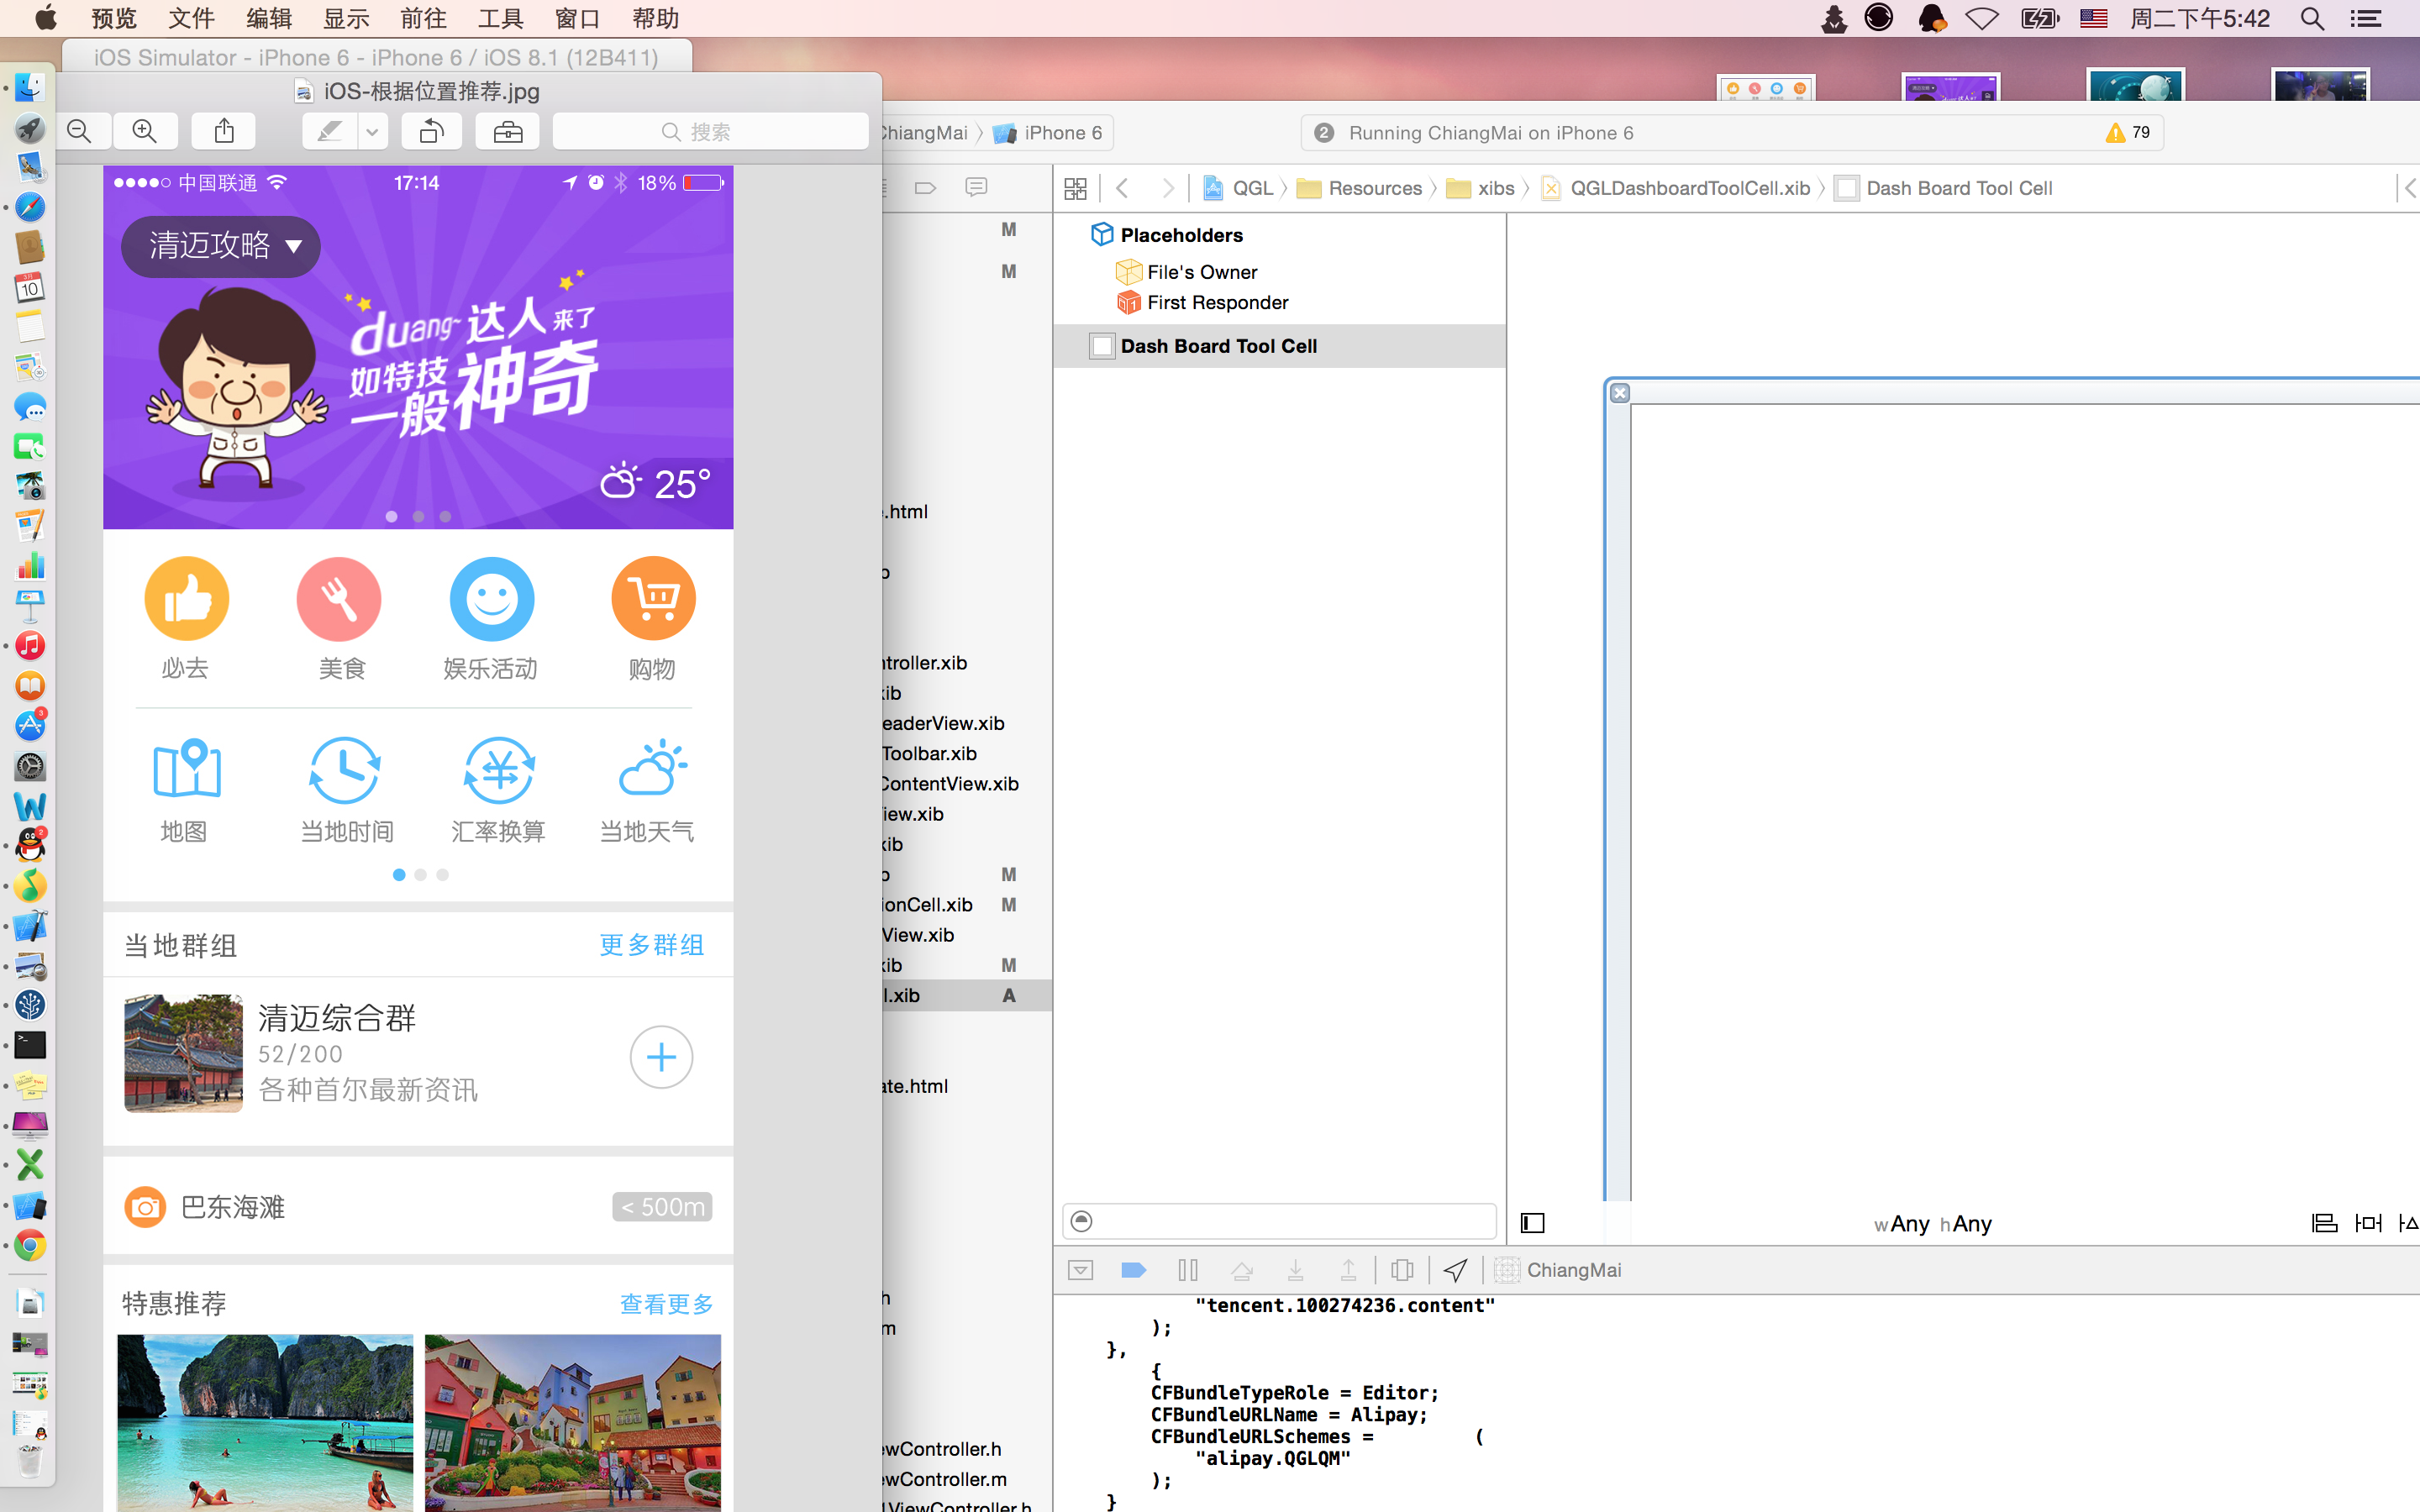 预览 文件 编辑 显示 前往 工具 窗口 帮助
周二下午5:42
iOS Simulator - iPhone 6 - iPhone 6 / iOS 8.1 (12B411)
iOS-根据位置推荐.jpg
搜索
ChiangMai iPhone 6
2 Running ChiangMai on iPhone 6
79
中国联通 17:14 18%
清迈攻略 ▼
duang~达人来了
如特技
一般神奇
25°
必去 美食 娱乐活动 购物
地图 当地时间 汇率换算 当地天气
当地群组 更多群组
清迈综合群
52/200
各种首尔最新资讯
巴东海滩 < 500m
特惠推荐 查看更多
M
M
.html
ntroller.xib
xib
eaderView.xib
Toolbar.xib
ContentView.xib
iew.xib
xib
M
ionCell.xib M
View.xib
xib M
l.xib A
ate.html
h
m
ewController.h
ewController.m
1ViewController.h
QGL Resources xibs QGLDashboardToolCell.xib Dash Board Tool Cell
Placeholders
File's Owner
First Responder
Dash Board Tool Cell
wAny hAny
ChiangMai
"tencent.100274236.content"
);
},
{
CFBundleTypeRole = Editor;
CFBundleURLName = Alipay;
CFBundleURLSchemes = (
"alipay.QGLQM"
);
}